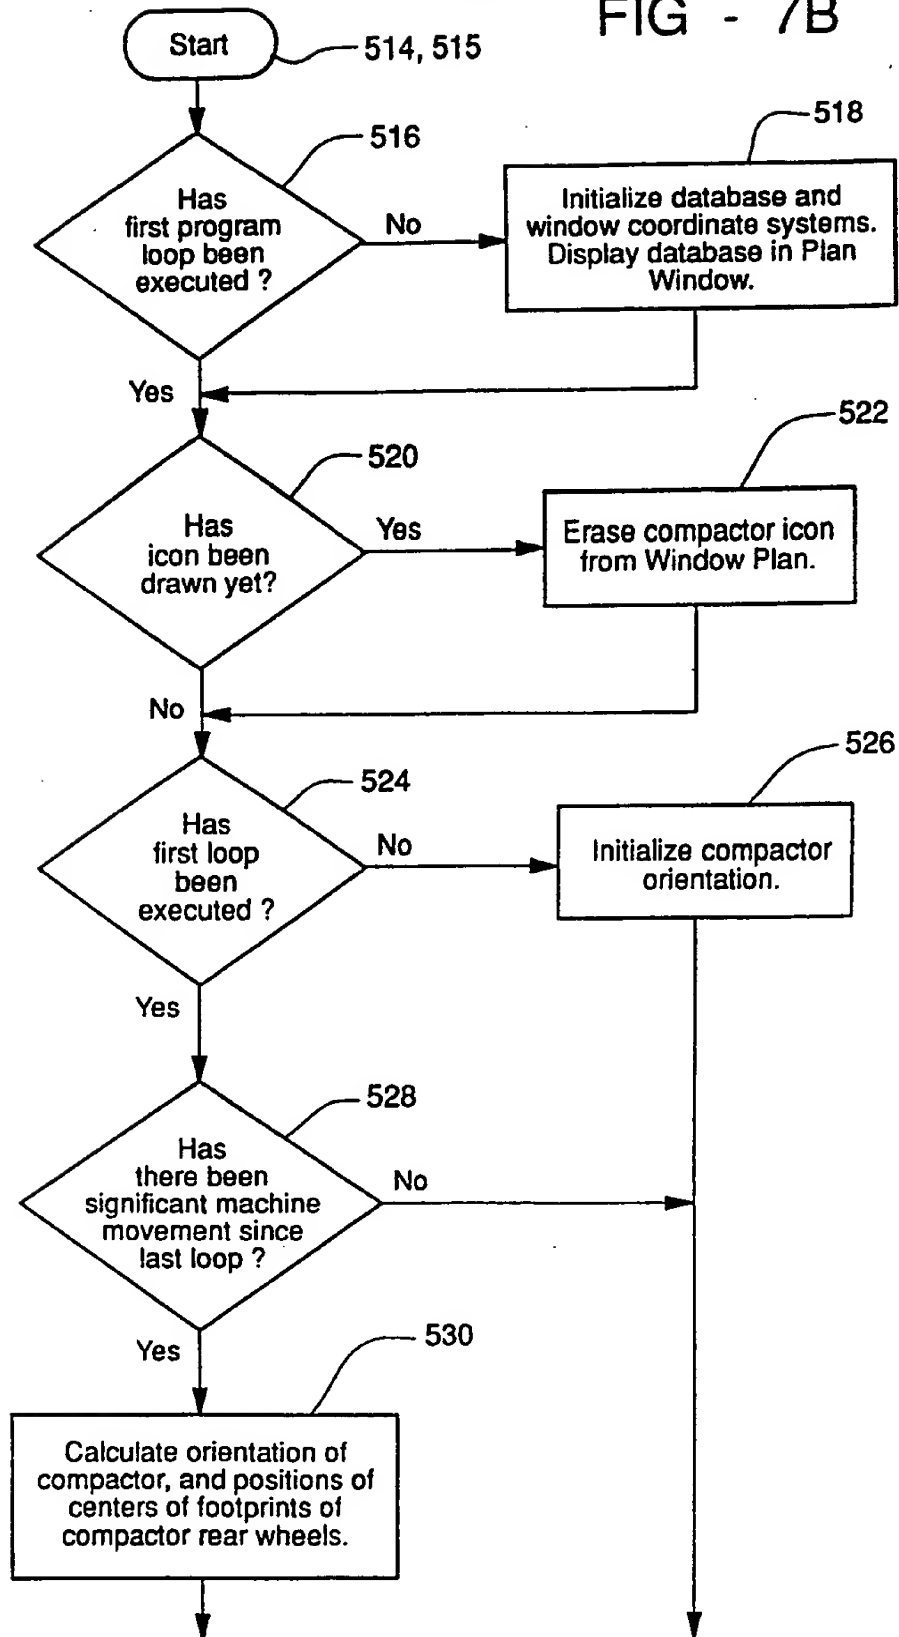 FIG - 7B
Start
514, 515
516
518
Has
first program
loop been
executed ?
No
Initialize database and
window coordinate systems.
Display database in Plan
Window.
Yes
520
522
Has
icon been
drawn yet?
Yes
Erase compactor icon
from Window Plan.
No
524
526
Has
first loop
been
executed ?
No
Initialize compactor
orientation.
Yes
528
Has
there been
significant machine
movement since
last loop ?
No
Yes
530
Calculate orientation of
compactor, and positions of
centers of footprints of
compactor rear wheels.